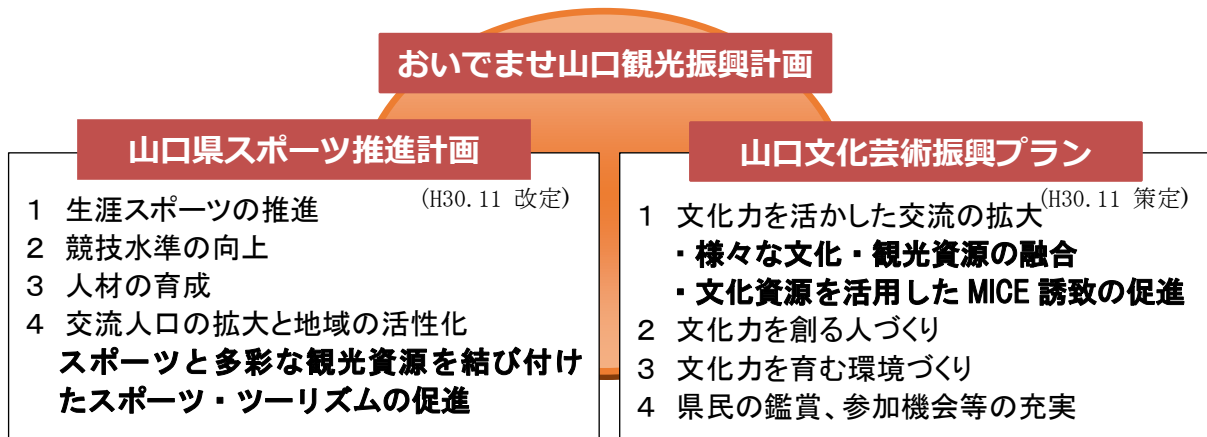 おいでませ山口観光振興計画
山口県スポーツ推進計画
(H30.11 改定)
1 生涯スポーツの推進
2 競技水準の向上
3 人材の育成
4 交流人口の拡大と地域の活性化
スポーツと多彩な観光資源を結び付け
たスポーツ・ツーリズムの促進
山口文化芸術振興プラン
(H30.11 策定)
1 文化力を活かした交流の拡大
・様々な文化・観光資源の融合
・文化資源を活用した MICE 誘致の促進
2 文化力を創る人づくり
3 文化力を育む環境づくり
4 県民の鑑賞、参加機会等の充実